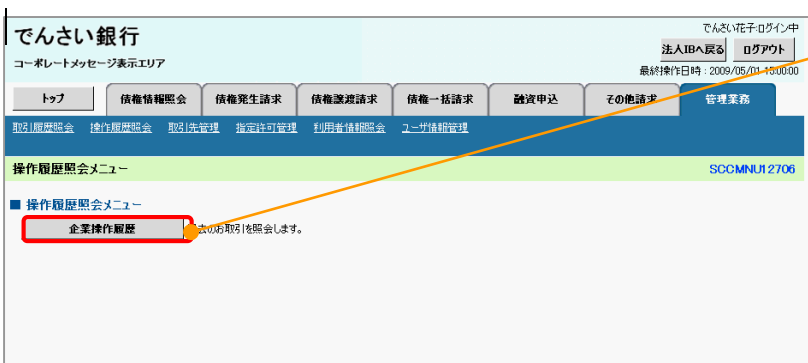 でんさい銀行
コーポレートメッセージ表示エリア
でんさい花子:ログイン中
法人IBへ戻る ログアウト
最終操作日時：2009/05/01 15:00:00
トップ 債権情報照会 債権発生請求 債権譲渡請求 債権一括請求 融資申込 その他請求 管理業務
取引履歴照会 操作履歴照会 取引先管理 指定許可管理 利用者情報照会 ユーザ情報管理
操作履歴照会メニュー SCCMNU12706
■ 操作履歴照会メニュー
企業操作履歴 去のお取引を照会します。